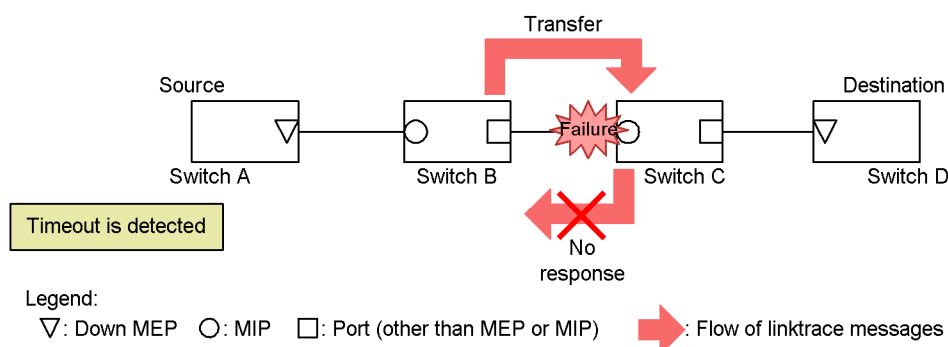 Transfer
Source
Destination
Failure
Switch A
Switch B
Switch C
Switch D
Timeout is detected
No
response
Legend:
: Down MEP
: MIP
: Port (other than MEP or MIP)
: Flow of linktrace messages